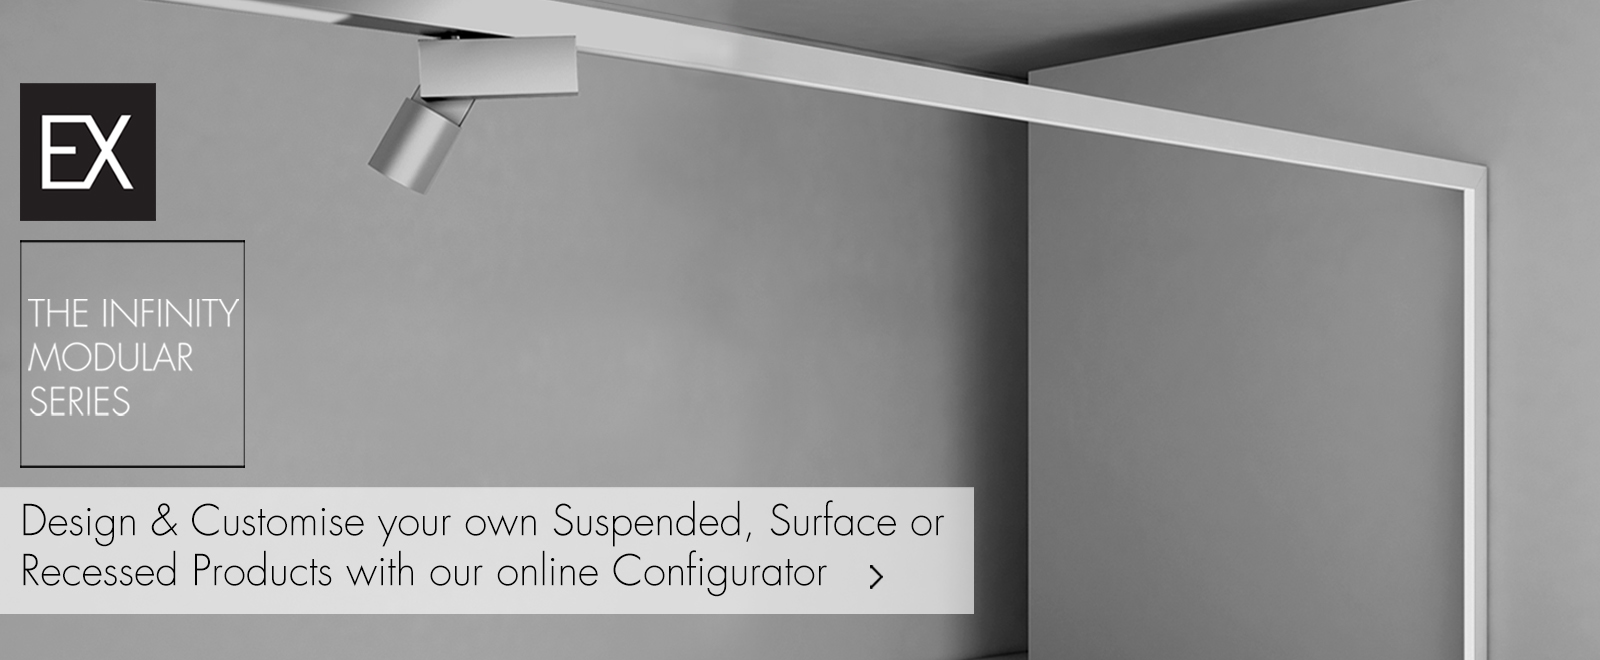 EX
THE INFINITY
MODULAR
SERIES
Design & Customise your own Suspended, Surface or
Recessed Products with our online Configurator >